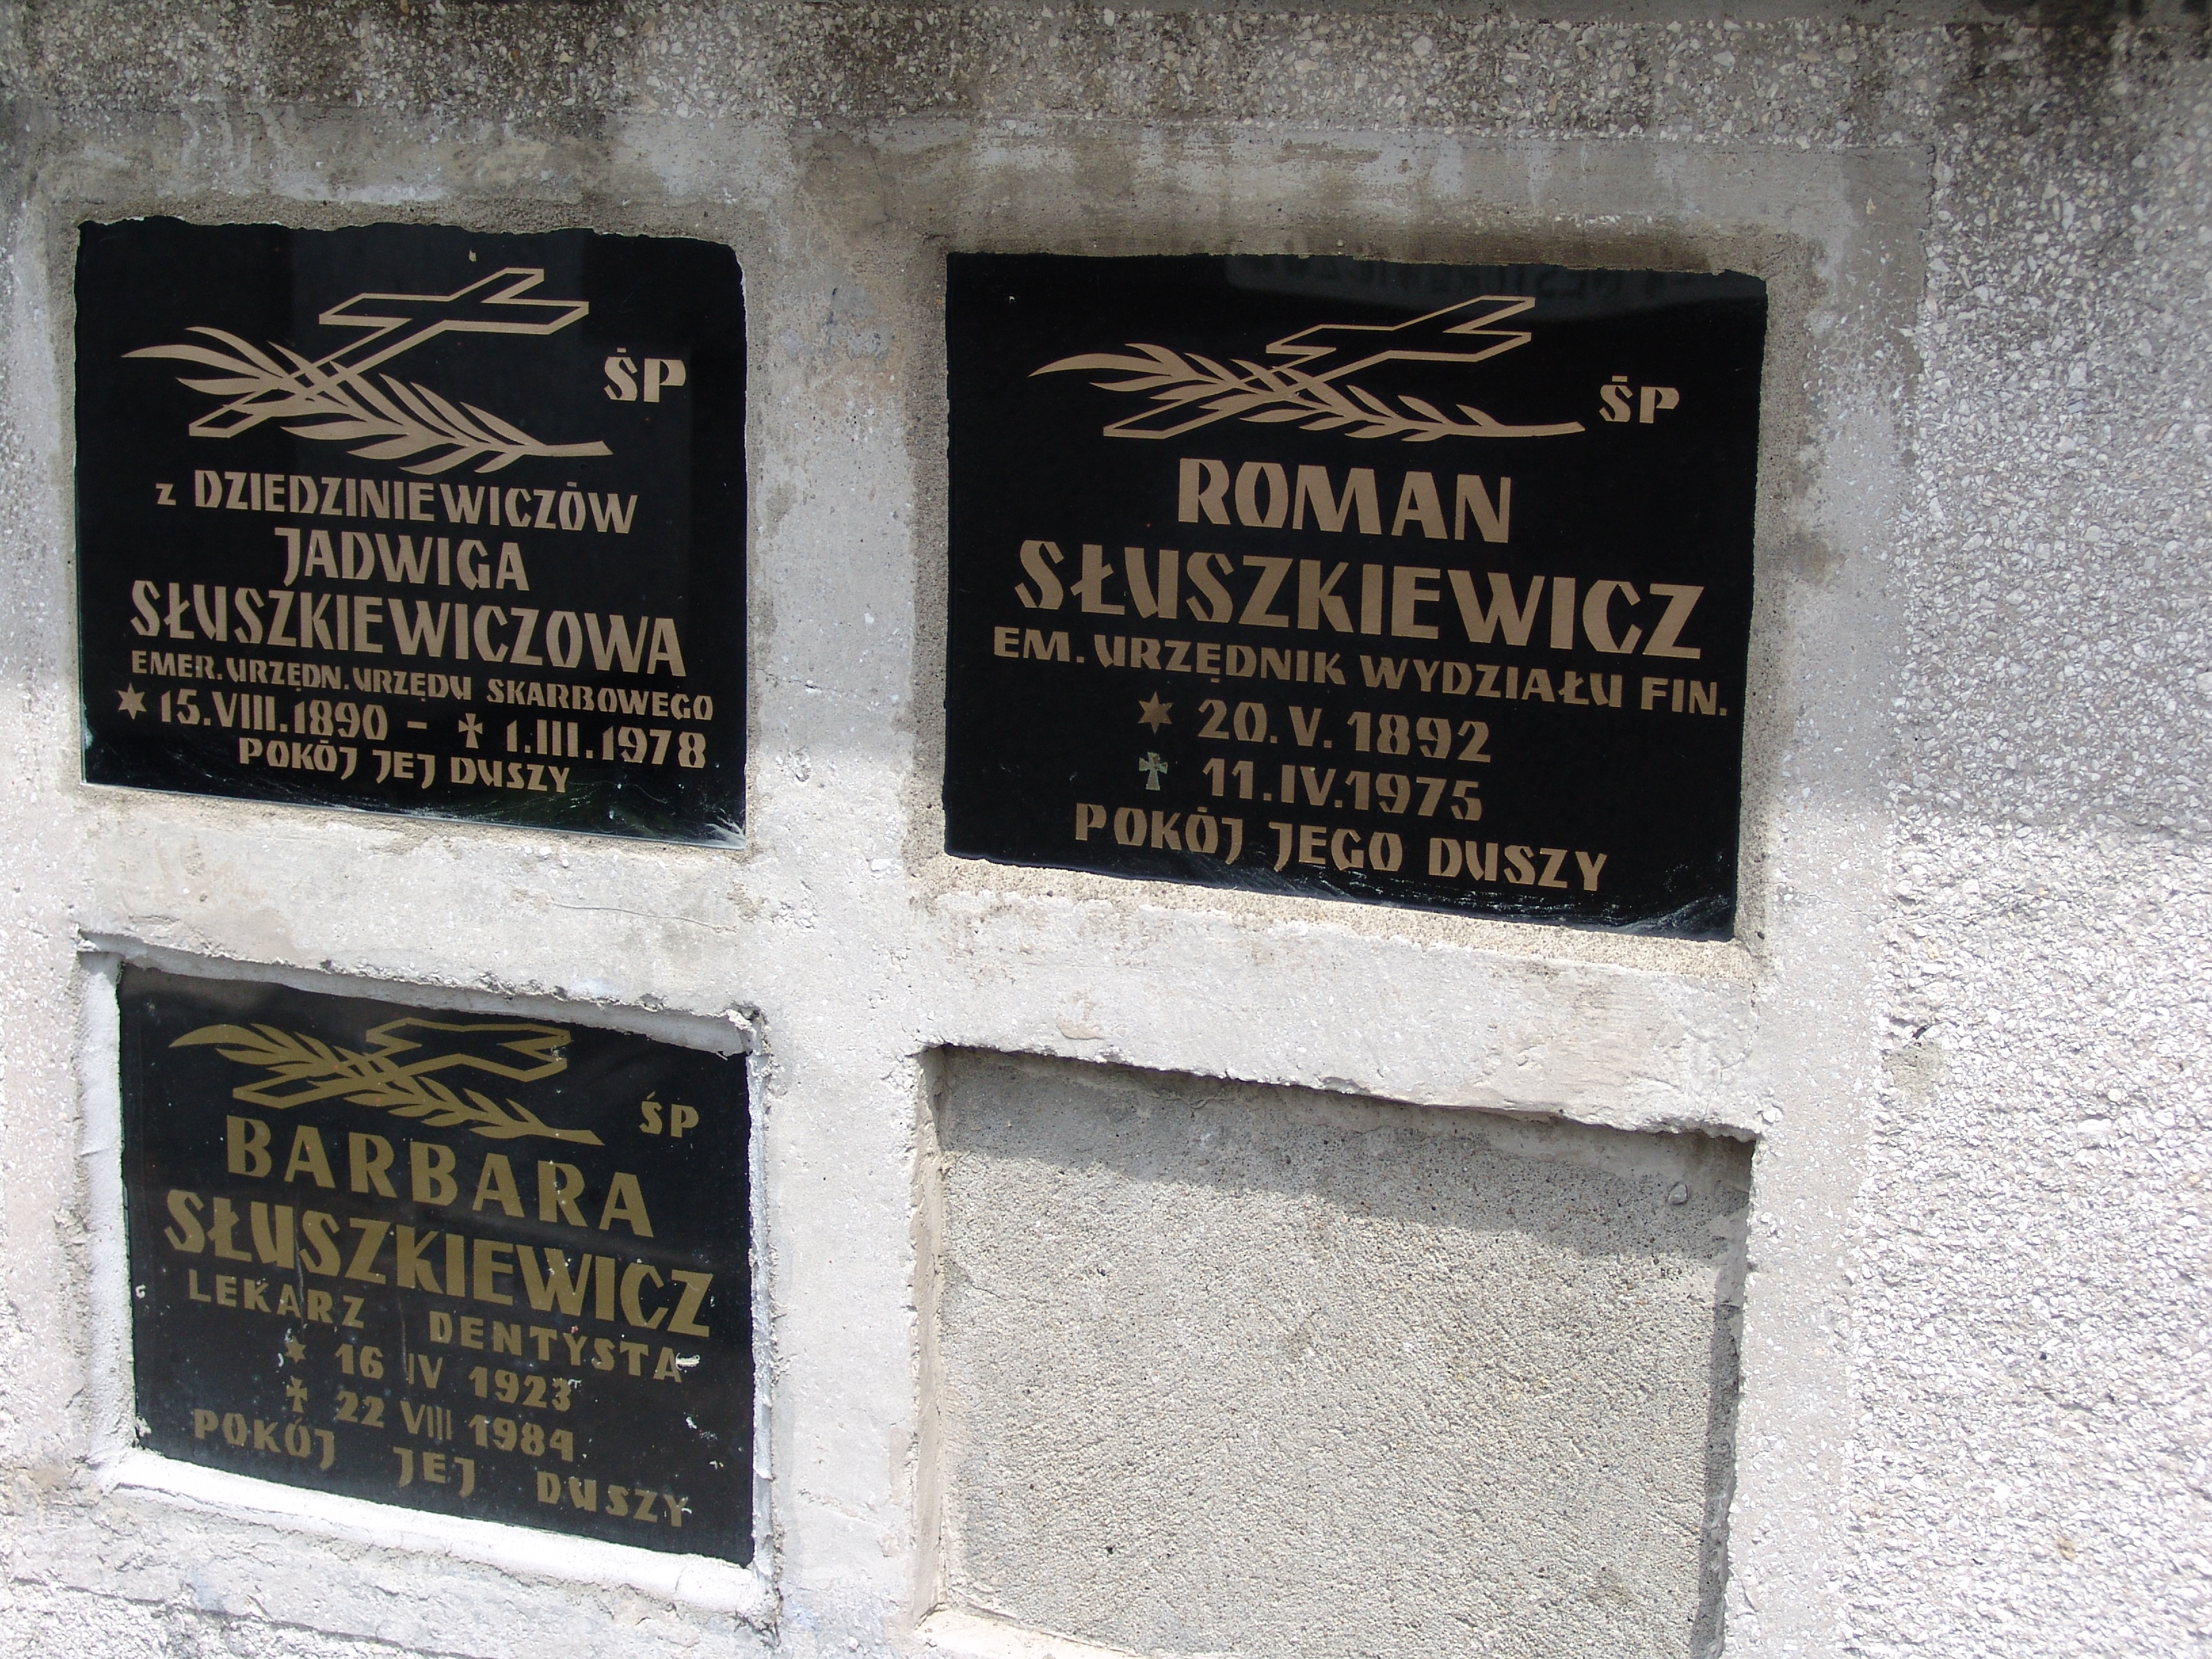 ŚP
z DZIEDZINIEWICZÓW
JADWIGA
SŁUSZKIEWICZOWA
EMER. URZĘDN. URZĘDU SKARBOWEGO
15.VIII.1890 – 1.III.1978
POKÓJ JEJ DUSZY
ŚP
ROMAN
SŁUSZKIEWICZ
EM. URZĘDNIK WYDZIAŁU FIN.
20.V.1892
11.IV.1975
POKÓJ JEGO DUSZY
ŚP
BARBARA
SŁUSZKIEWICZ
LEKARZ DENTYSTA
16 IV 1923
22 VIII 1984
POKÓJ JEJ DUSZY